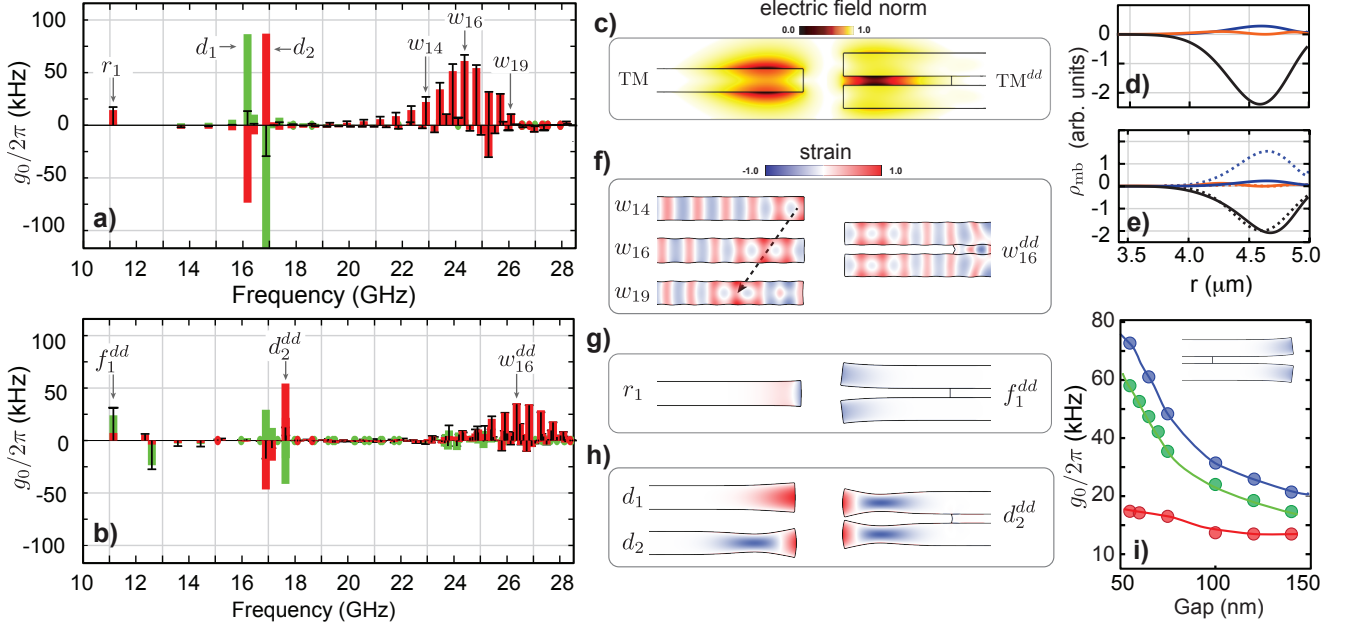 a)
g₀/2π (kHz)
100
50
0
-50
-100
r₁
d₁
d₂
w₁₄
w₁₆
w₁₉
10 12 14 16 18 20 22 24 26 28
Frequency (GHz)
b)
g₀/2π (kHz)
100
50
0
-50
-100
f₁ᵈᵈ
d₂ᵈᵈ
w₁₆ᵈᵈ
10 12 14 16 18 20 22 24 26 28
Frequency (GHz)
c)
electric field norm
0.0 1.0
TM
TMᵈᵈ
f)
strain
-1.0 1.0
w₁₄
w₁₆
w₁₉
w₁₆ᵈᵈ
g)
r₁
f₁ᵈᵈ
h)
d₁
d₂
d₂ᵈᵈ
d)
0
-1
-2
ρmb (arb. units)
e)
2
1
0
-1
-2
3.5 4.0 4.5 5.0
r (μm)
i)
g₀/2π (kHz)
80
70
60
50
40
30
20
10
50 100 150
Gap (nm)